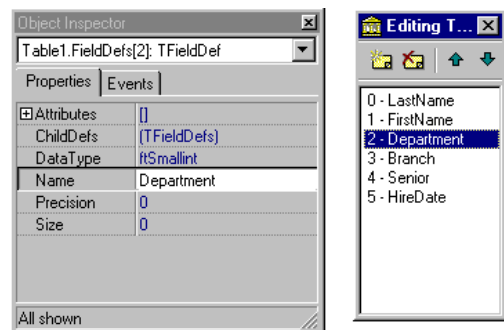 Object Inspector
Table1.FieldDefs[2]: TFieldDef
Properties Events
Attributes []
ChildDefs (TFieldDefs)
DataType ftSmallint
Name Department
Precision 0
Size 0
All shown
Editing T...
0 - LastName
1 - FirstName
2 - Department
3 - Branch
4 - Senior
5 - HireDate